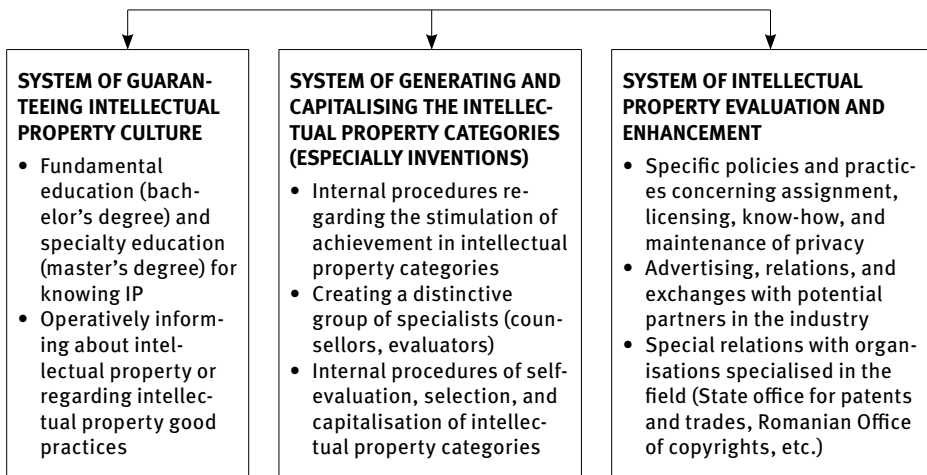 SYSTEM OF GUARAN-
TEEING INTELLECTUAL
PROPERTY CULTURE
• Fundamental
education (bach-
elor’s degree) and
specialty education
(master’s degree) for
knowing IP
• Operatively inform-
ing about intel-
lectual property or
regarding intellec-
tual property good
practices
SYSTEM OF GENERATING AND
CAPITALISING THE INTELLEC-
TUAL PROPERTY CATEGORIES
(ESPECIALLY INVENTIONS)
• Internal procedures re-
garding the stimulation of
achievement in intellectual
property categories
• Creating a distinctive
group of specialists (coun-
sellors, evaluators)
• Internal procedures of self-
evaluation, selection, and
capitalisation of intellec-
tual property categories
SYSTEM OF INTELLECTUAL
PROPERTY EVALUATION AND
ENHANCEMENT
• Specific policies and practic-
es concerning assignment,
licensing, know-how, and
maintenance of privacy
• Advertising, relations, and
exchanges with potential
partners in the industry
• Special relations with organ-
isations specialised in the
field (State office for patents
and trades, Romanian Office
of copyrights, etc.)